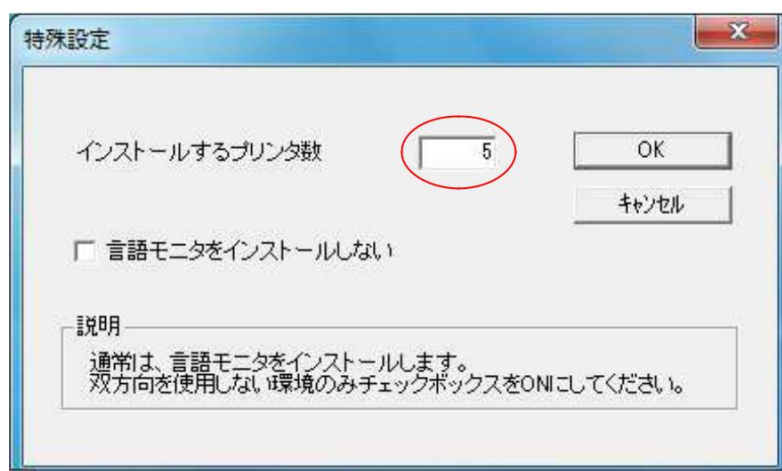 特殊設定
インストールするプリンタ数 5 OK
キャンセル
言語モニタをインストールしない
説明
通常は、言語モニタをインストールします。
双方向を使用しない環境のみチェックボックスをONにしてください。